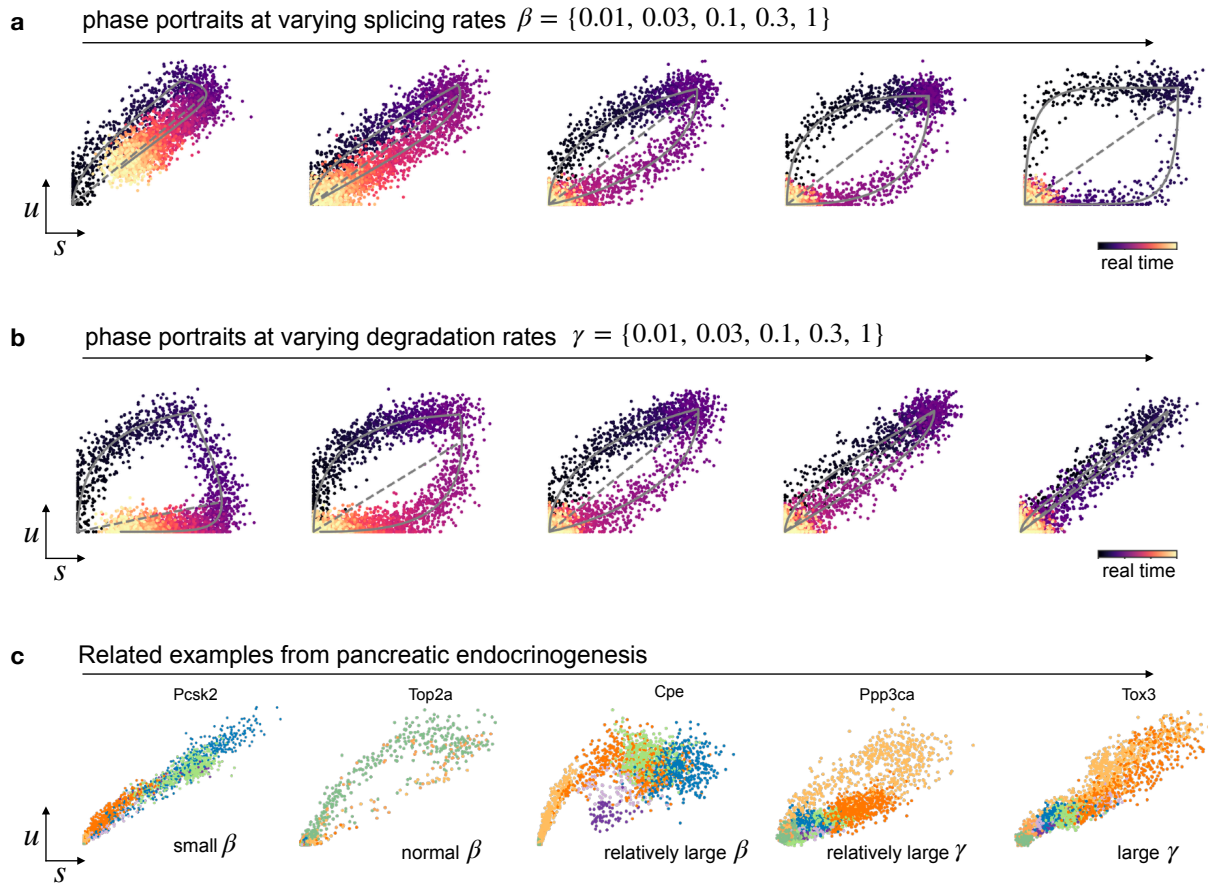 a phase portraits at varying splicing rates β = {0.01, 0.03, 0.1, 0.3, 1}
u
s
real time
b phase portraits at varying degradation rates γ = {0.01, 0.03, 0.1, 0.3, 1}
u
s
real time
c Related examples from pancreatic endocrinogenesis
Pcsk2 Top2a Cpe Ppp3ca Tox3
u
small β normal β relatively large β relatively large γ large γ
s